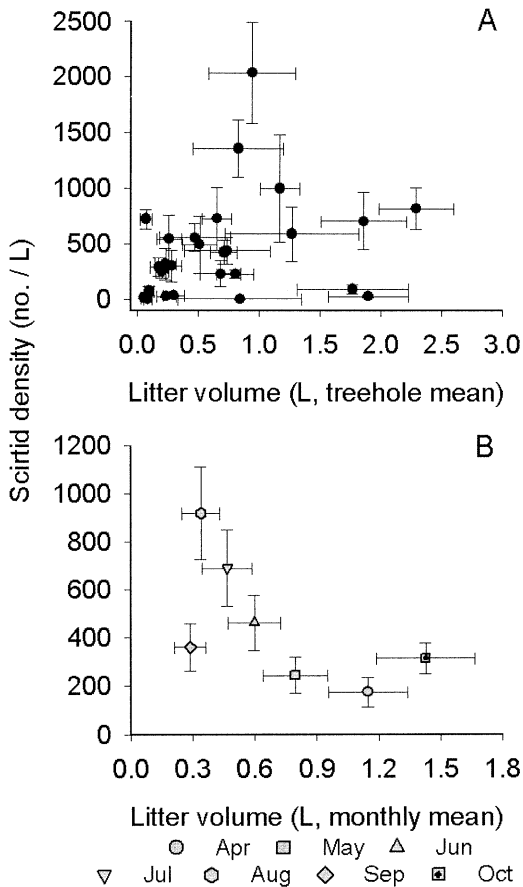 A
2500
2000
1500
1000
500
0
0.0 0.5 1.0 1.5 2.0 2.5 3.0
Litter volume (L, treehole mean)
Scirtid density (no. / L)
B
1200
1000
800
600
400
200
0
0.0 0.3 0.6 0.9 1.2 1.5 1.8
Litter volume (L, monthly mean)
Apr May Jun
Jul Aug Sep Oct